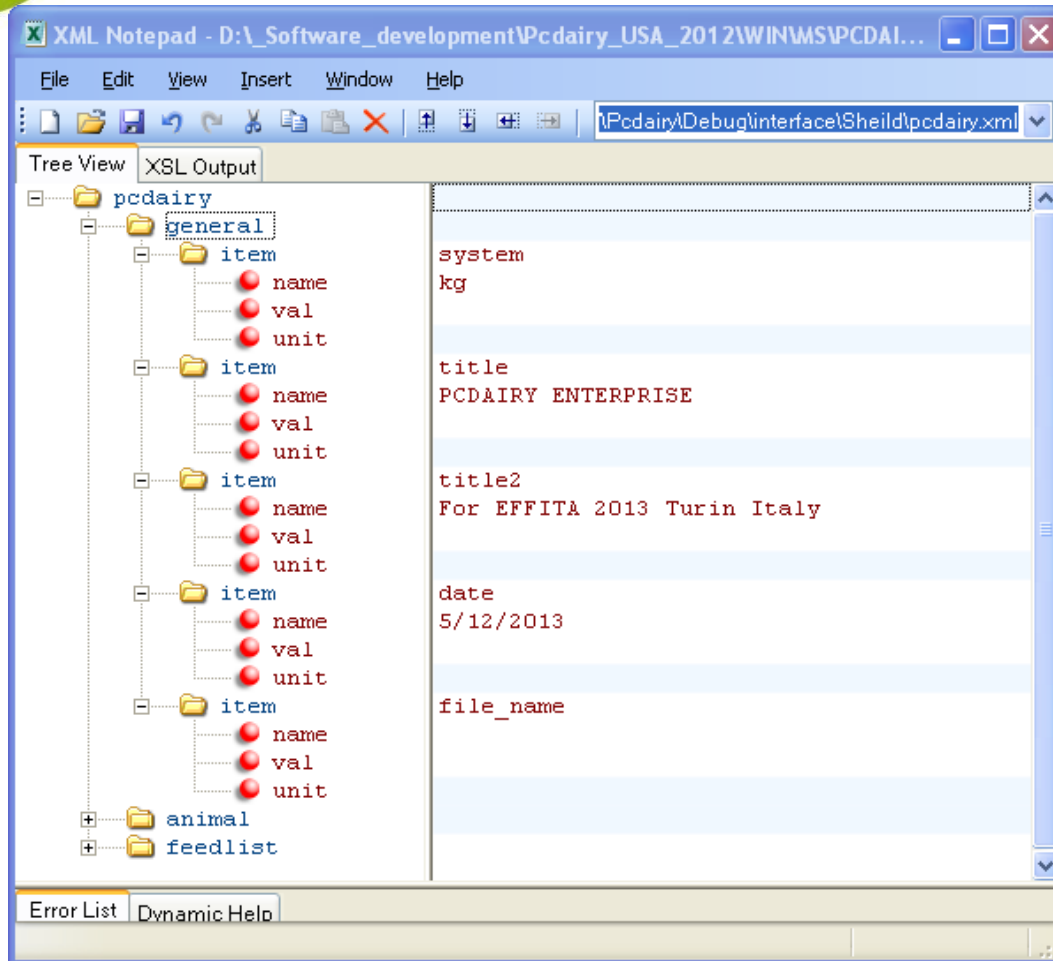 XML Notepad - D:\_Software_development\Pcdairy_USA_2012\WIN\MS\PCDAI...
File Edit View Insert Window Help
\Pcdairy\Debug\interface\Sheild\pcdairy.xml
Tree View XSL Output
pcdairy
general
item system
name kg
val
unit
item title
name PCDAIRY ENTERPRISE
val
unit
item title2
name For EFFITA 2013 Turin Italy
val
unit
item date
name 5/12/2013
val
unit
item file_name
name
val
unit
animal
feedlist
Error List Dynamic Help